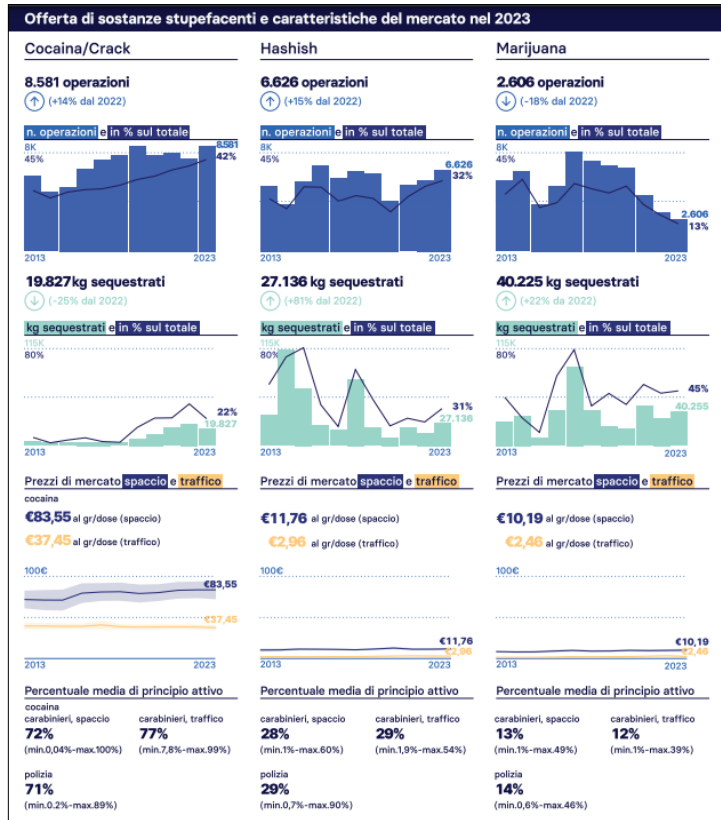 Offerta di sostanze stupefacenti e caratteristiche del mercato nel 2023
Cocaina/Crack
8.581 operazioni
(+14% dal 2022)
n. operazioni e in % sul totale
8K
45%
8.581
42%
2013
2023
19.827 kg sequestrati
(-25% dal 2022)
kg sequestrati e in % sul totale
115K
80%
22%
19.827
2013
2023
Prezzi di mercato spaccio e traffico
cocaina
€83,55 al gr/dose (spaccio)
€37,45 al gr/dose (traffico)
100€
€83,55
€37,45
2013
2023
Percentuale media di principio attivo
cocaina
carabinieri, spaccio
72%
(min.0,04%-max.100%)
carabinieri, traffico
77%
(min.7,8%-max.99%)
polizia
71%
(min.0.2%-max.89%)
Hashish
6.626 operazioni
(+15% dal 2022)
n. operazioni e in % sul totale
8K
45%
6.626
32%
2013
2023
27.136 kg sequestrati
(+81% dal 2022)
kg sequestrati e in % sul totale
115K
80%
31%
27.136
2013
2023
Prezzi di mercato spaccio e traffico
€11,76 al gr/dose (spaccio)
€2,96 al gr/dose (traffico)
100€
€11,76
€2,96
2013
2023
Percentuale media di principio attivo
carabinieri, spaccio
28%
(min.1%-max.60%)
carabinieri, traffico
29%
(min.1,9%-max.54%)
polizia
29%
(min.0,7%-max.90%)
Marijuana
2.606 operazioni
(-18% dal 2022)
n. operazioni e in % sul totale
8K
45%
2.606
13%
2013
2023
40.225 kg sequestrati
(+22% da 2022)
kg sequestrati e in % sul totale
115K
80%
45%
40.255
2013
2023
Prezzi di mercato spaccio e traffico
€10,19 al gr/dose (spaccio)
€2,46 al gr/dose (traffico)
100€
€10,19
€2,46
2013
2023
Percentuale media di principio attivo
carabinieri, spaccio
13%
(min.1%-max.49%)
carabinieri, traffico
12%
(min.1%-max.39%)
polizia
14%
(min.0,6%-max.46%)